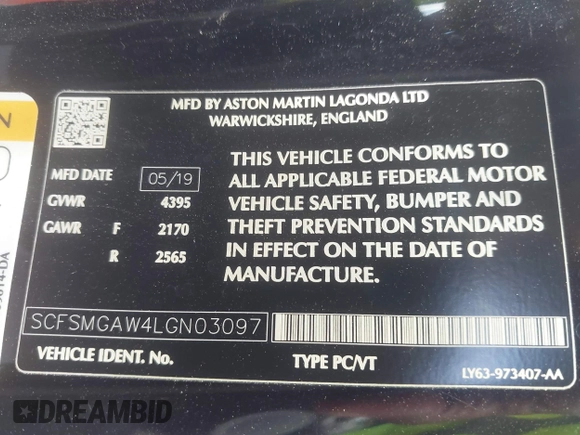 MFD BY ASTON MARTIN LAGONDA LTD
WARWICKSHIRE, ENGLAND
MFD DATE 05/19
GVWR 4395
GAWR F 2170
R 2565
THIS VEHICLE CONFORMS TO
ALL APPLICABLE FEDERAL MOTOR
VEHICLE SAFETY, BUMPER AND
THEFT PREVENTION STANDARDS
IN EFFECT ON THE DATE OF
MANUFACTURE.
SCFSMGAW4LGN03097
VEHICLE IDENT. No. TYPE PC/VT
LY63-973407-AA
N
DREAMBID